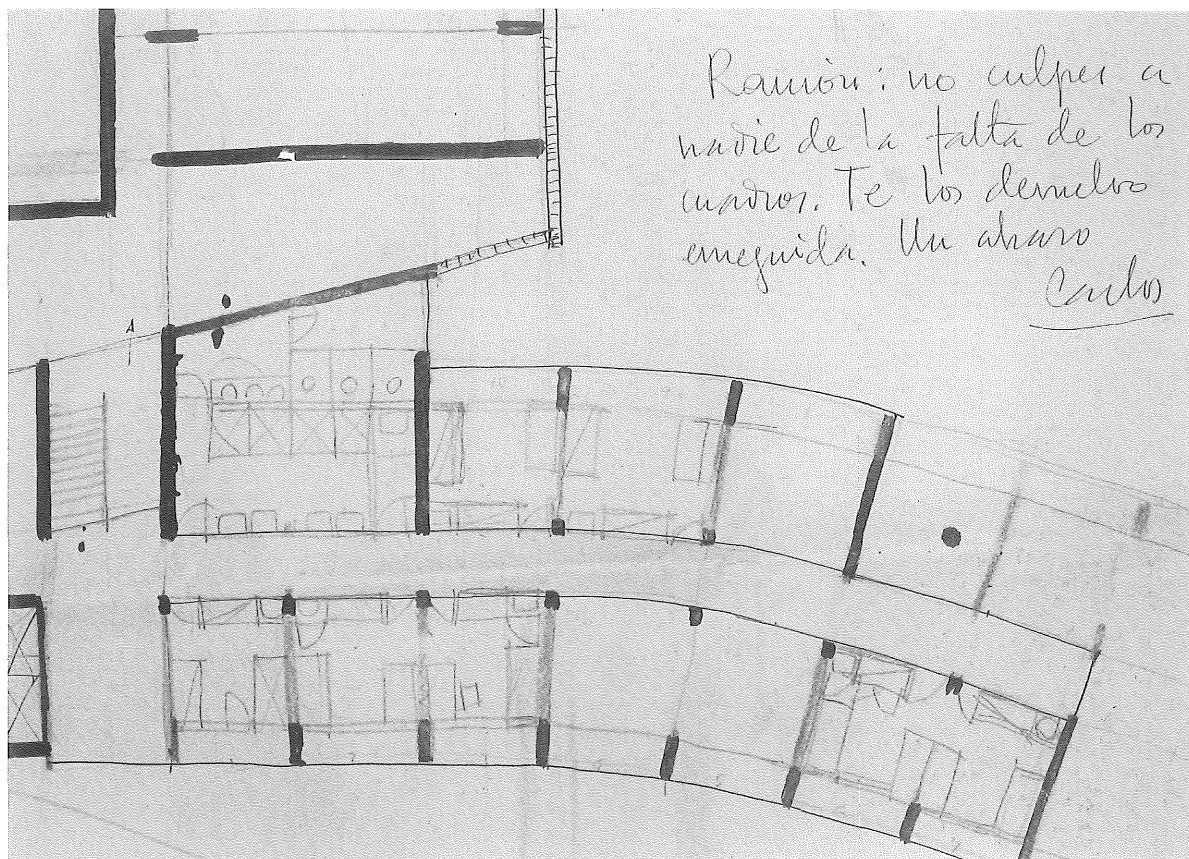 Ramón: no culpes a
nadie de la falta de los
cuadros. Te los devuelvo
enseguida. Un abrazo
Carlos
A